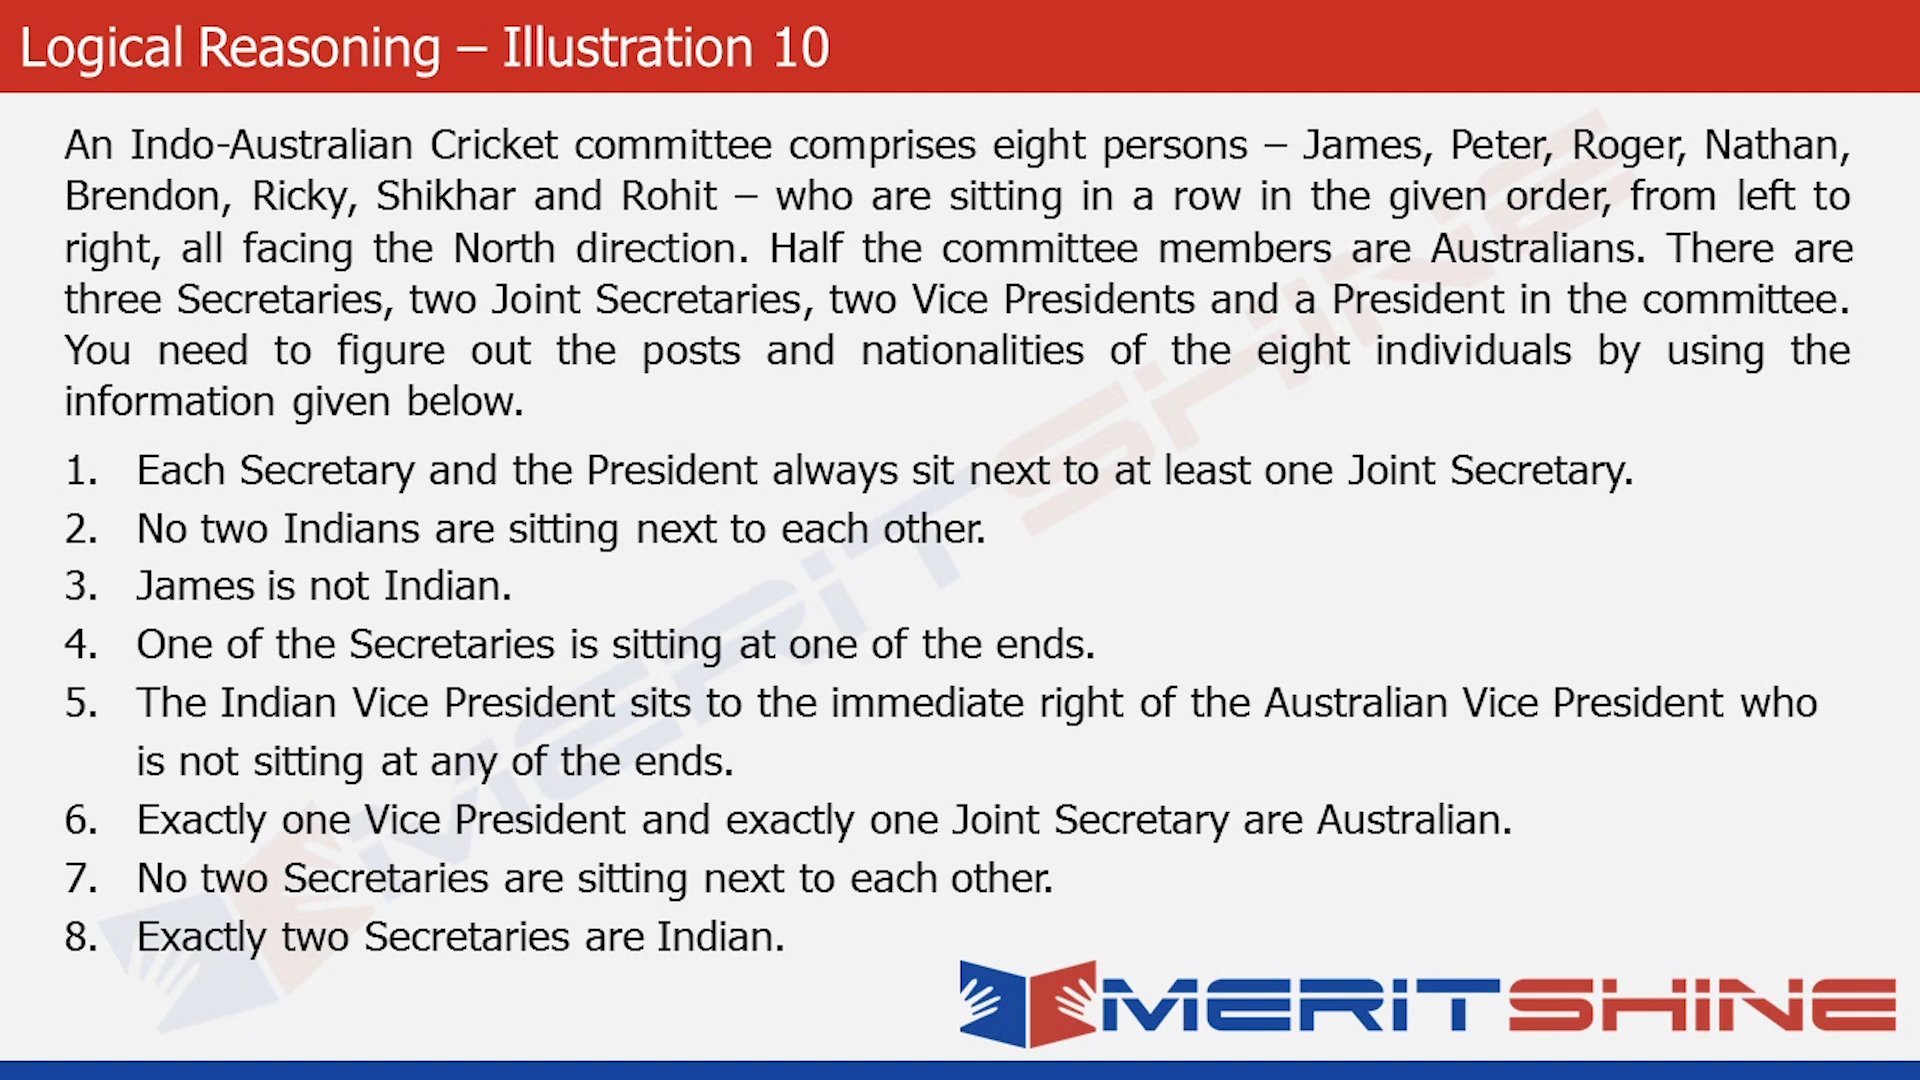 Logical Reasoning – Illustration 10
An Indo-Australian Cricket committee comprises eight persons – James, Peter, Roger, Nathan,
Brendon, Ricky, Shikhar and Rohit – who are sitting in a row in the given order, from left to
right, all facing the North direction. Half the committee members are Australians. There are
three Secretaries, two Joint Secretaries, two Vice Presidents and a President in the committee.
You need to figure out the posts and nationalities of the eight individuals by using the
information given below.
1. Each Secretary and the President always sit next to at least one Joint Secretary.
2. No two Indians are sitting next to each other.
3. James is not Indian.
4. One of the Secretaries is sitting at one of the ends.
5. The Indian Vice President sits to the immediate right of the Australian Vice President who
is not sitting at any of the ends.
6. Exactly one Vice President and exactly one Joint Secretary are Australian.
7. No two Secretaries are sitting next to each other.
8. Exactly two Secretaries are Indian.
MERITSHINE
MERITSHINE